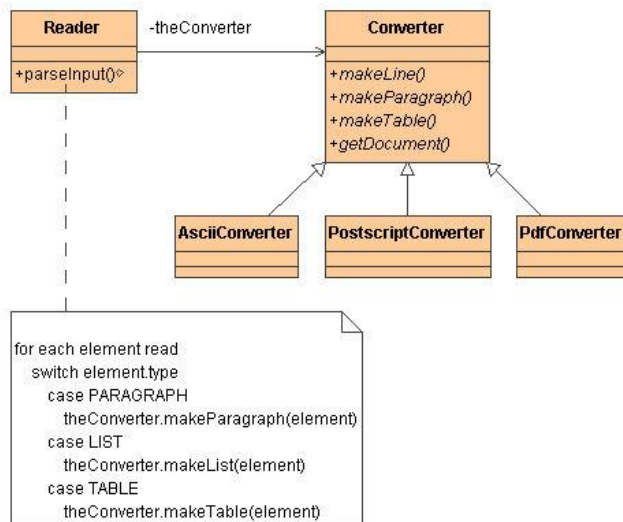 Reader
-theConverter
Converter
+parseInput()
+makeLine()
+makeParagraph()
+makeTable()
+getDocument()
AsciiConverter
PostscriptConverter
PdfConverter
for each element read
switch element.type
case PARAGRAPH
theConverter.makeParagraph(element)
case LIST
theConverter.makeList(element)
case TABLE
theConverter.makeTable(element)